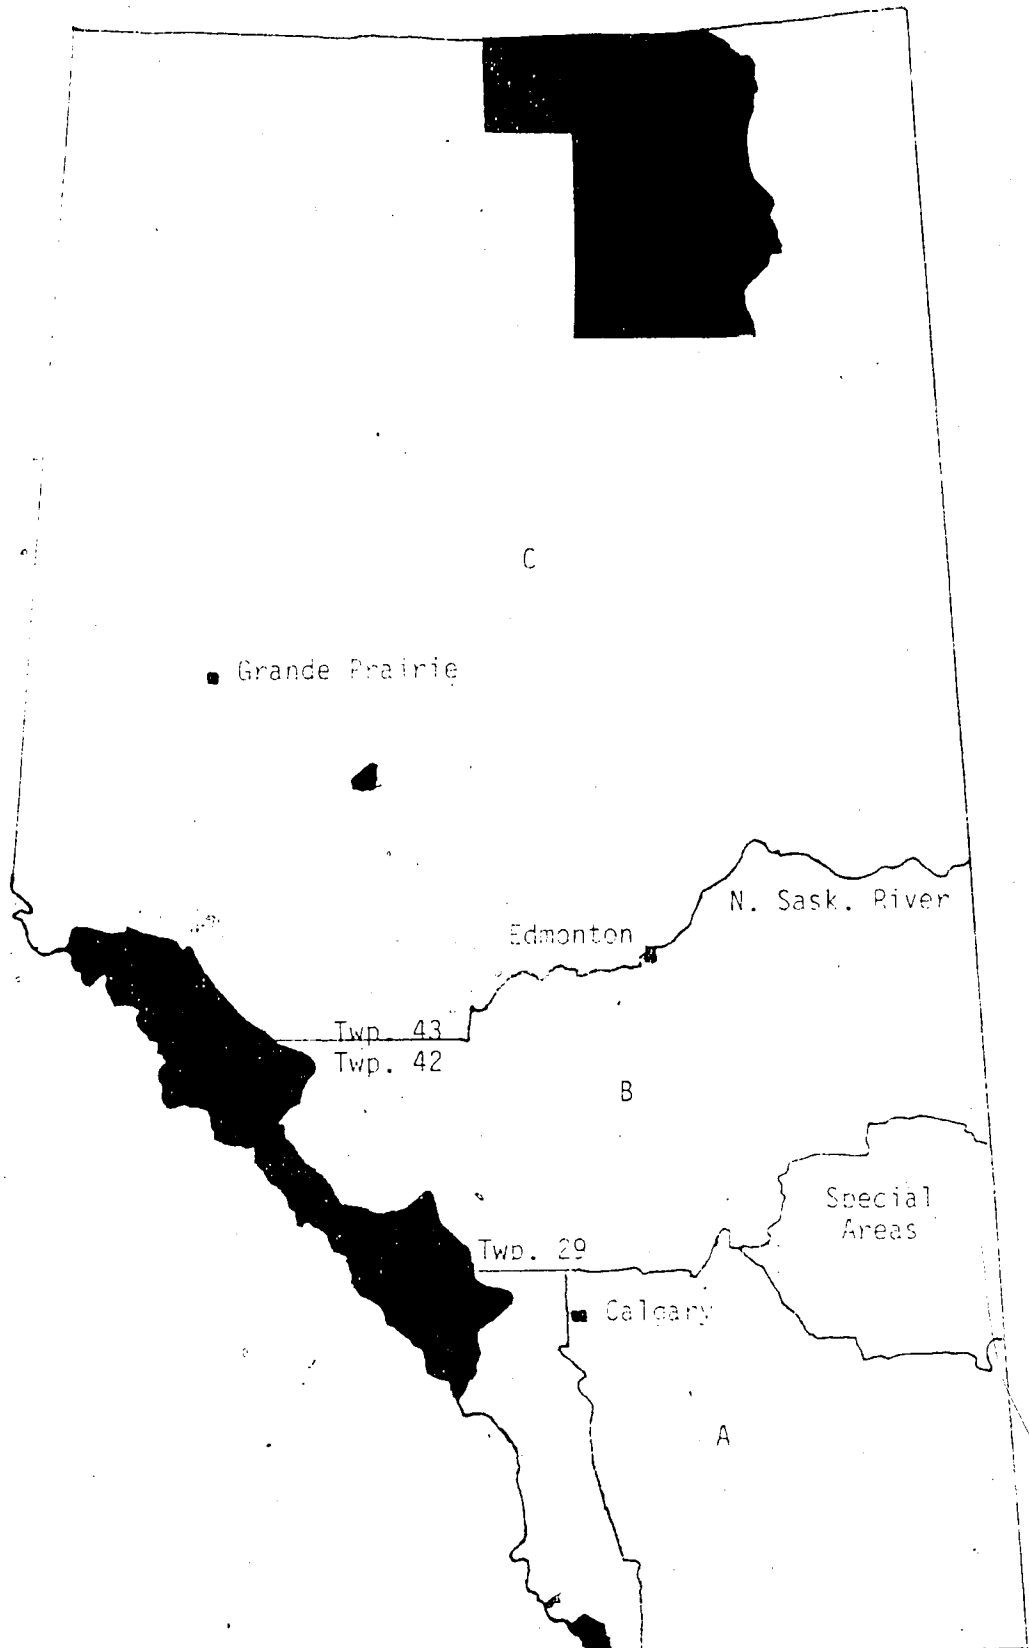 C
Grande Prairie
N. Sask. River
Edmonton
Twp. 43
Twp. 42
B
Special
Areas
Twp. 29
Calgary
A